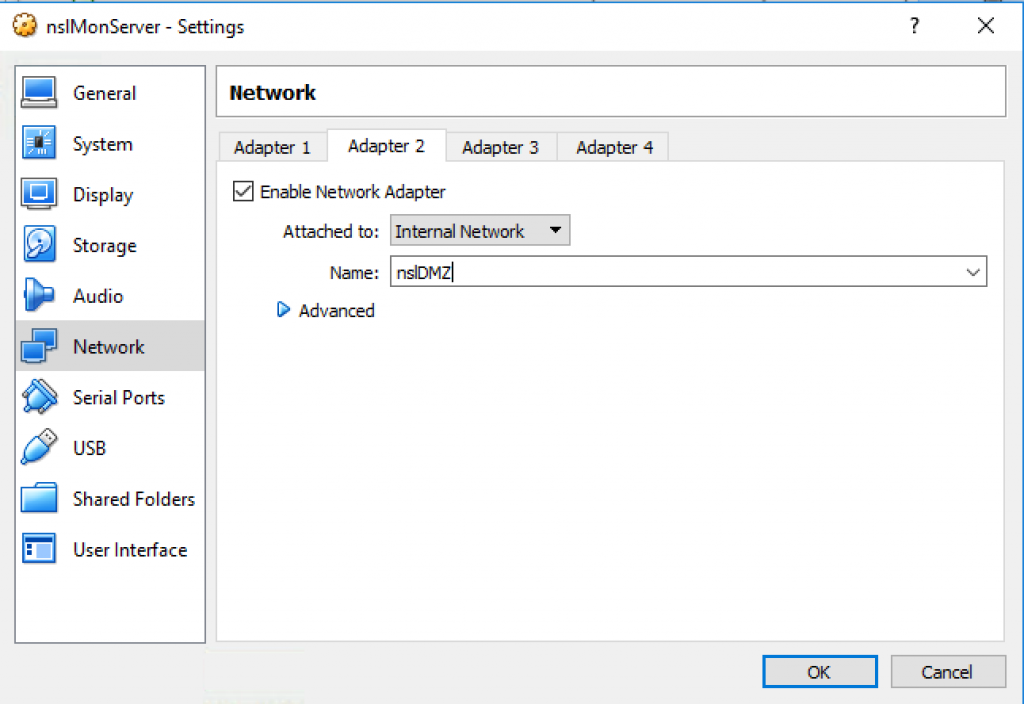 nslMonServer - Settings
?
General
System
Display
Storage
Audio
Network
Serial Ports
USB
Shared Folders
User Interface
Network
Adapter 1 Adapter 2 Adapter 3 Adapter 4
Enable Network Adapter
Attached to: Internal Network
Name: nslDMZ
Advanced
OK Cancel